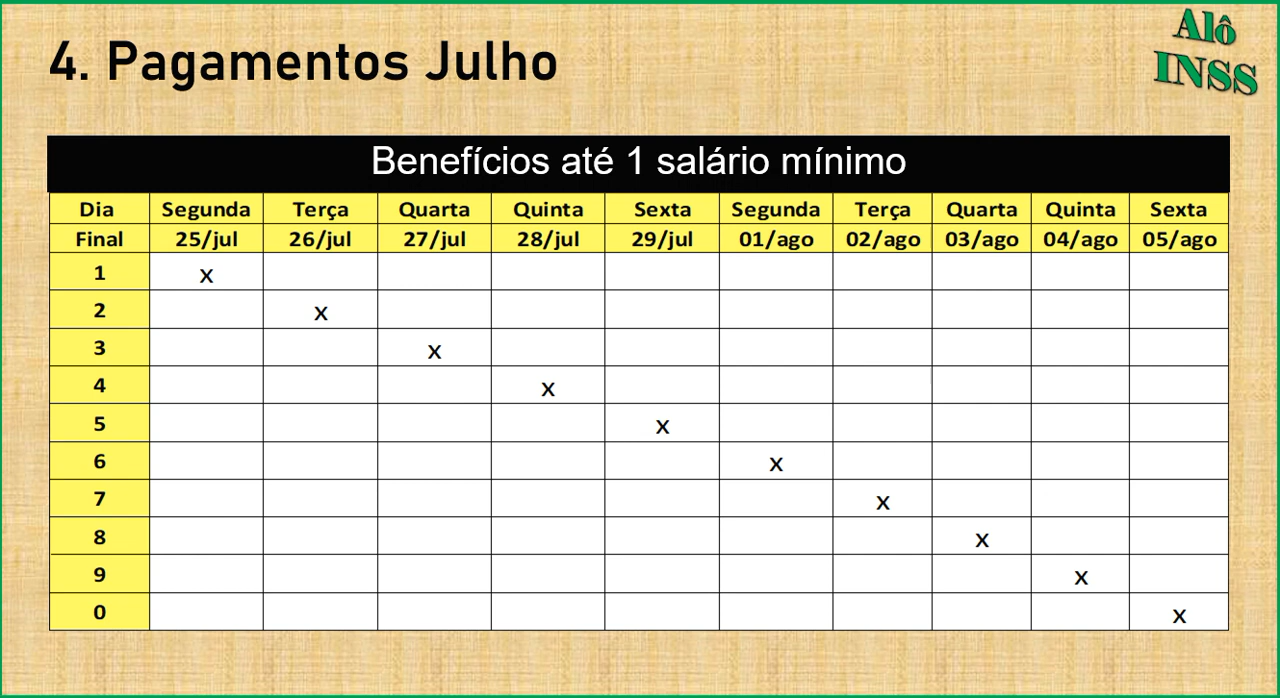 4. Pagamentos Julho
Alô
INSS
Benefícios até 1 salário mínimo
Dia Segunda Terça Quarta Quinta Sexta Segunda Terça Quarta Quinta Sexta
Final 25/jul 26/jul 27/jul 28/jul 29/jul 01/ago 02/ago 03/ago 04/ago 05/ago
1 x
2 x
3 x
4 x
5 x
6 x
7 x
8 x
9 x
0 x